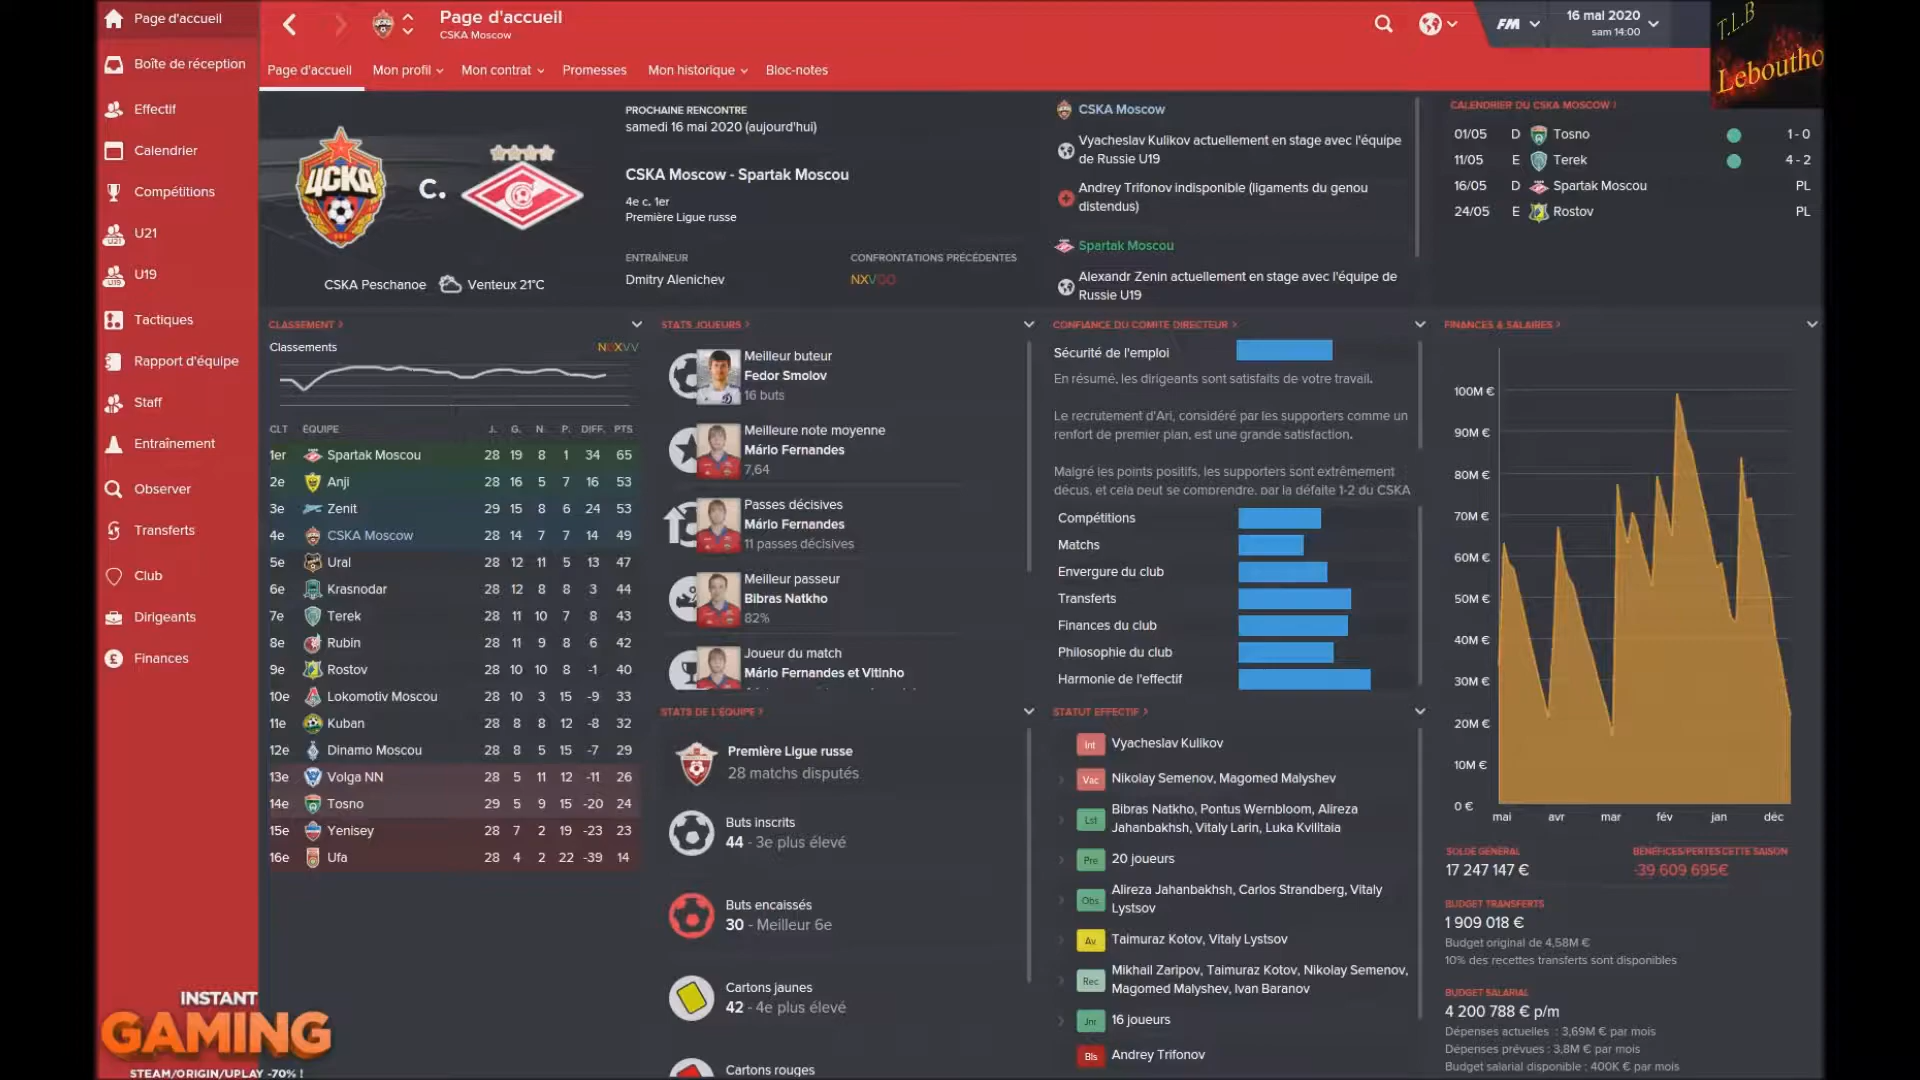 Page d'accueil
Boîte de réception
Effectif
Calendrier
Compétitions
U21
U19
Tactiques
Rapport d'équipe
Staff
Entraînement
Observer
Transferts
Club
Dirigeants
Finances
INSTANT
GAMING
STEAM/ORIGIN/UPLAY -70% !
Page d'accueil
CSKA Moscow
FM
16 mai 2020
sam 14:00
T.L.B
Leboutho
Page d'accueil
Mon profil
Mon contrat
Promesses
Mon historique
Bloc-notes
ЦСКА
c.
CSKA Peschanoe
Venteux 21°C
PROCHAINE RENCONTRE
samedi 16 mai 2020 (aujourd'hui)
CSKA Moscow - Spartak Moscou
4e c. 1er
Première Ligue russe
ENTRAÎNEUR
Dmitry Alenichev
CONFRONTATIONS PRÉCÉDENTES
NXVDD
CSKA Moscow
Vyacheslav Kulikov actuellement en stage avec l'équipe
de Russie U19
Andrey Trifonov indisponible (ligaments du genou
distendus)
Spartak Moscou
Alexandr Zenin actuellement en stage avec l'équipe de
Russie U19
CALENDRIER DU CSKA MOSCOW
01/05 D Tosno 1 - 0
11/05 E Terek 4 - 2
16/05 D Spartak Moscou PL
24/05 E Rostov PL
CLASSEMENT
Classements
NDXVV
CLT ÉQUIPE J. G. N. P. DIFF. PTS
1er Spartak Moscou 28 19 8 1 34 65
2e Anji 28 16 5 7 16 53
3e Zenit 29 15 8 6 24 53
4e CSKA Moscow 28 14 7 7 14 49
5e Ural 28 12 11 5 13 47
6e Krasnodar 28 12 8 8 3 44
7e Terek 28 11 10 7 8 43
8e Rubin 28 11 9 8 6 42
9e Rostov 28 10 10 8 -1 40
10e Lokomotiv Moscou 28 10 3 15 -9 33
11e Kuban 28 8 8 12 -8 32
12e Dinamo Moscou 28 8 5 15 -7 29
13e Volga NN 28 5 11 12 -11 26
14e Tosno 29 5 9 15 -20 24
15e Yenisey 28 7 2 19 -23 23
16e Ufa 28 4 2 22 -39 14
STATS JOUEURS
Meilleur buteur
Fedor Smolov
16 buts
Meilleure note moyenne
Mário Fernandes
7,64
Passes décisives
Mário Fernandes
11 passes décisives
Meilleur passeur
Bibras Natkho
82%
Joueur du match
Mário Fernandes et Vitinho
STATS DE L'ÉQUIPE
Première Ligue russe
28 matchs disputés
Buts inscrits
44 - 3e plus élevé
Buts encaissés
30 - Meilleur 6e
Cartons jaunes
42 - 4e plus élevé
Cartons rouges
CONFIANCE DU COMITÉ DIRECTEUR
Sécurité de l'emploi
En résumé, les dirigeants sont satisfaits de votre travail.
Le recrutement d'Ari, considéré par les supporters comme un
renfort de premier plan, est une grande satisfaction.
Malgré les points positifs, les supporters sont extrêmement
déçus, et cela peut se comprendre, par la défaite 1-2 du CSKA
Compétitions
Matchs
Envergure du club
Transferts
Finances du club
Philosophie du club
Harmonie de l'effectif
STATUT EFFECTIF
Int Vyacheslav Kulikov
Vac Nikolay Semenov, Magomed Malyshev
Lst Bibras Natkho, Pontus Wernbloom, Alireza
Jahanbakhsh, Vitaly Larin, Luka Kvilitaia
Pre 20 joueurs
Obs Alireza Jahanbakhsh, Carlos Strandberg, Vitaly
Lystsov
Av Taimuraz Kotov, Vitaly Lystsov
Rec Mikhail Zaripov, Taimuraz Kotov, Nikolay Semenov,
Magomed Malyshev, Ivan Baranov
Jnr 16 joueurs
Bls Andrey Trifonov
FINANCES & SALAIRES
100M €
90M €
80M €
70M €
60M €
50M €
40M €
30M €
20M €
10M €
0 €
mai avr mar fév jan déc
SOLDE GÉNÉRAL
17 247 147 €
BÉNÉFICES/PERTES CETTE SAISON
-39 609 695€
BUDGET TRANSFERTS
1 909 018 €
Budget original de 4,58M €
10% des recettes transferts sont disponibles
BUDGET SALARIAL
4 200 788 € p/m
Dépenses actuelles : 3,69M € par mois
Dépenses prévues : 3,8M € par mois
Budget salarial disponible : 400K € par mois